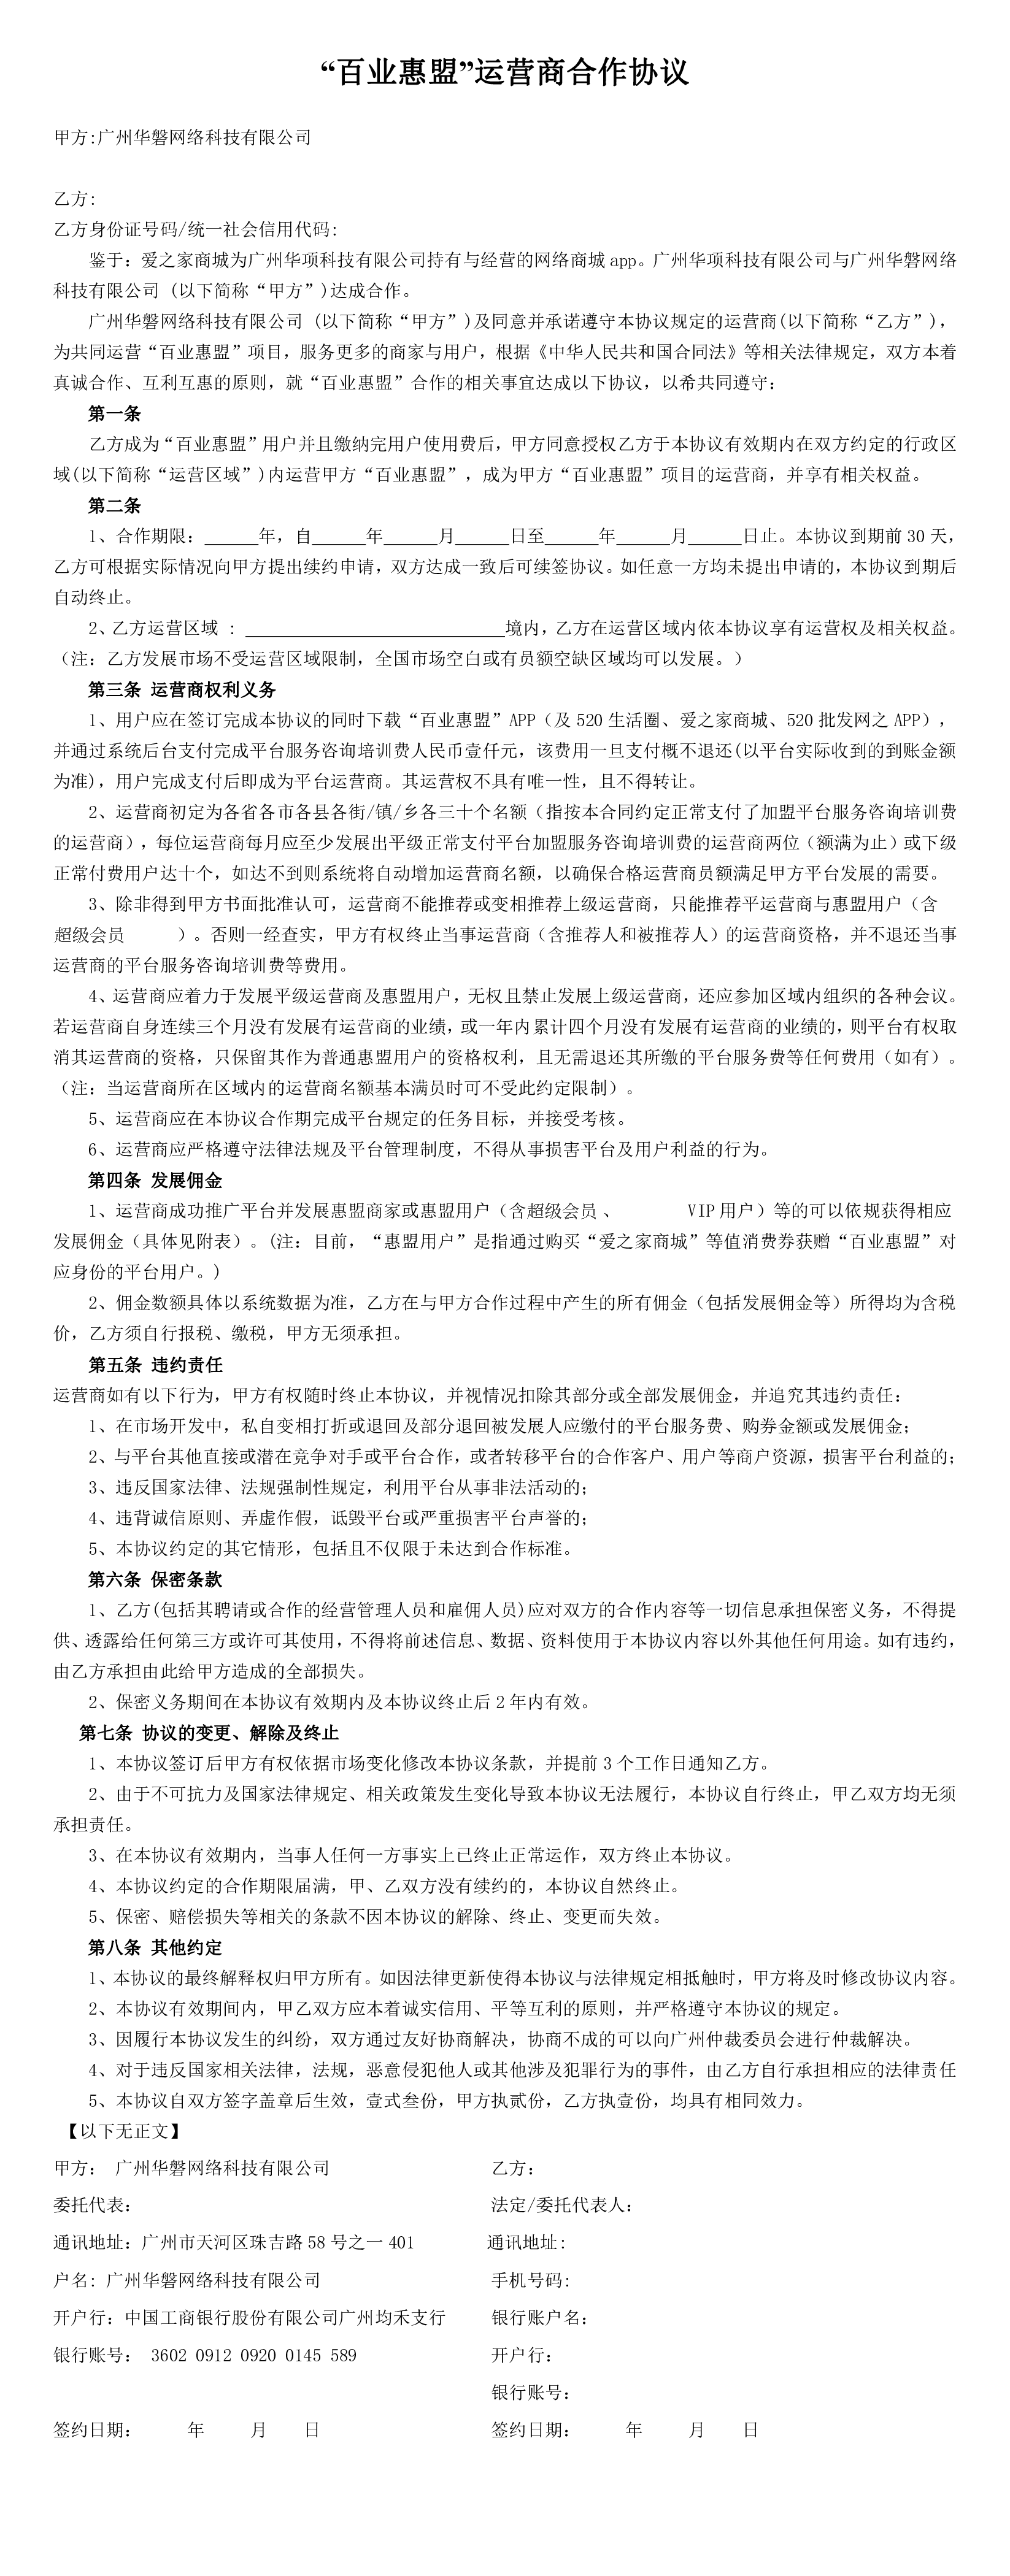 “百业惠盟”运营商合作协议
甲方:广州华磐网络科技有限公司
乙方:
乙方身份证号码/统一社会信用代码:
鉴于：爱之家商城为广州华项科技有限公司持有与经营的网络商城 app。广州华项科技有限公司与广州华磐网络
科技有限公司 (以下简称“甲方”)达成合作。
广州华磐网络科技有限公司 (以下简称“甲方”)及同意并承诺遵守本协议规定的运营商(以下简称“乙方”)，
为共同运营“百业惠盟”项目，服务更多的商家与用户，根据《中华人民共和国合同法》等相关法律规定，双方本着
真诚合作、互利互惠的原则，就“百业惠盟”合作的相关事宜达成以下协议，以希共同遵守：
第一条
乙方成为“百业惠盟”用户并且缴纳完用户使用费后，甲方同意授权乙方于本协议有效期内在双方约定的行政区
域(以下简称“运营区域”)内运营甲方“百业惠盟”，成为甲方“百业惠盟”项目的运营商，并享有相关权益。
第二条
1、合作期限：______年，自______年______月______日至______年______月______日止。本协议到期前 30 天，
乙方可根据实际情况向甲方提出续约申请，双方达成一致后可续签协议。如任意一方均未提出申请的，本协议到期后
自动终止。
2、乙方运营区域 ：_____________________________境内，乙方在运营区域内依本协议享有运营权及相关权益。
（注：乙方发展市场不受运营区域限制，全国市场空白或有员额空缺区域均可以发展。）
第三条 运营商权利义务
1、用户应在签订完成本协议的同时下载“百业惠盟”APP（及 520 生活圈、爱之家商城、520 批发网之 APP），
并通过系统后台支付完成平台服务咨询培训费人民币壹仟元，该费用一旦支付概不退还(以平台实际收到的到账金额
为准)，用户完成支付后即成为平台运营商。其运营权不具有唯一性，且不得转让。
2、运营商初定为各省各市各县各街/镇/乡各三十个名额（指按本合同约定正常支付了加盟平台服务咨询培训费
的运营商），每位运营商每月应至少发展出平级正常支付平台加盟服务咨询培训费的运营商两位（额满为止）或下级
正常付费用户达十个，如达不到则系统将自动增加运营商名额，以确保合格运营商员额满足甲方平台发展的需要。
3、除非得到甲方书面批准认可，运营商不能推荐或变相推荐上级运营商，只能推荐平运营商与惠盟用户（含
超级会员      ）。否则一经查实，甲方有权终止当事运营商（含推荐人和被推荐人）的运营商资格，并不退还当事
运营商的平台服务咨询培训费等费用。
4、运营商应着力于发展平级运营商及惠盟用户，无权且禁止发展上级运营商，还应参加区域内组织的各种会议。
若运营商自身连续三个月没有发展有运营商的业绩，或一年内累计四个月没有发展有运营商的业绩的，则平台有权取
消其运营商的资格，只保留其作为普通惠盟用户的资格权利，且无需退还其所缴的平台服务费等任何费用（如有）。
（注：当运营商所在区域内的运营商名额基本满员时可不受此约定限制）。
5、运营商应在本协议合作期完成平台规定的任务目标，并接受考核。
6、运营商应严格遵守法律法规及平台管理制度，不得从事损害平台及用户利益的行为。
第四条 发展佣金
1、运营商成功推广平台并发展惠盟商家或惠盟用户（含超级会员 、        VIP 用户）等的可以依规获得相应
发展佣金（具体见附表）。(注：目前，“惠盟用户”是指通过购买“爱之家商城”等值消费券获赠“百业惠盟”对
应身份的平台用户。)
2、佣金数额具体以系统数据为准，乙方在与甲方合作过程中产生的所有佣金（包括发展佣金等）所得均为含税
价，乙方须自行报税、缴税，甲方无须承担。
第五条 违约责任
运营商如有以下行为，甲方有权随时终止本协议，并视情况扣除其部分或全部发展佣金，并追究其违约责任：
1、在市场开发中，私自变相打折或退回及部分退回被发展人应缴付的平台服务费、购券金额或发展佣金；
2、与平台其他直接或潜在竞争对手或平台合作，或者转移平台的合作客户、用户等商户资源，损害平台利益的；
3、违反国家法律、法规强制性规定，利用平台从事非法活动的；
4、违背诚信原则、弄虚作假，诋毁平台或严重损害平台声誉的；
5、本协议约定的其它情形，包括且不仅限于未达到合作标准。
第六条 保密条款
1、乙方(包括其聘请或合作的经营管理人员和雇佣人员)应对双方的合作内容等一切信息承担保密义务，不得提
供、透露给任何第三方或许可其使用，不得将前述信息、数据、资料使用于本协议内容以外其他任何用途。如有违约，
由乙方承担由此给甲方造成的全部损失。
2、保密义务期间在本协议有效期内及本协议终止后 2 年内有效。
第七条 协议的变更、解除及终止
1、本协议签订后甲方有权依据市场变化修改本协议条款，并提前 3 个工作日通知乙方。
2、由于不可抗力及国家法律规定、相关政策发生变化导致本协议无法履行，本协议自行终止，甲乙双方均无须
承担责任。
3、在本协议有效期内，当事人任何一方事实上已终止正常运作，双方终止本协议。
4、本协议约定的合作期限届满，甲、乙双方没有续约的，本协议自然终止。
5、保密、赔偿损失等相关的条款不因本协议的解除、终止、变更而失效。
第八条 其他约定
1、本协议的最终解释权归甲方所有。如因法律更新使得本协议与法律规定相抵触时，甲方将及时修改协议内容。
2、本协议有效期间内，甲乙双方应本着诚实信用、平等互利的原则，并严格遵守本协议的规定。
3、因履行本协议发生的纠纷，双方通过友好协商解决，协商不成的可以向广州仲裁委员会进行仲裁解决。
4、对于违反国家相关法律，法规，恶意侵犯他人或其他涉及犯罪行为的事件，由乙方自行承担相应的法律责任
5、本协议自双方签字盖章后生效，壹式叁份，甲方执贰份，乙方执壹份，均具有相同效力。
【以下无正文】
甲方： 广州华磐网络科技有限公司 乙方：
委托代表： 法定/委托代表人：
通讯地址：广州市天河区珠吉路 58 号之一 401 通讯地址:
户名: 广州华磐网络科技有限公司 手机号码:
开户行：中国工商银行股份有限公司广州均禾支行 银行账户名：
银行账号： 3602 0912 0920 0145 589 开户行：
银行账号：
签约日期： 年 月 日 签约日期： 年 月 日